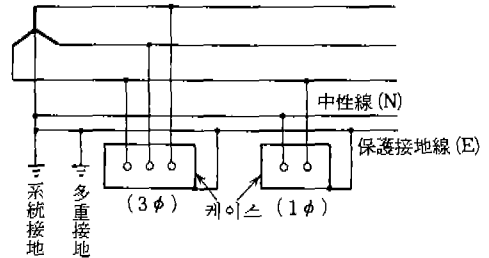 中性線(N)
保護接地線(E)
系統接地
多重接地
(3φ)
케이스
(1φ)